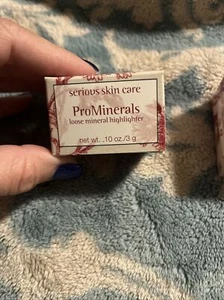 serious skin care
ProMinerals
loose mineral highlighter
net wt. .10 oz./3 g